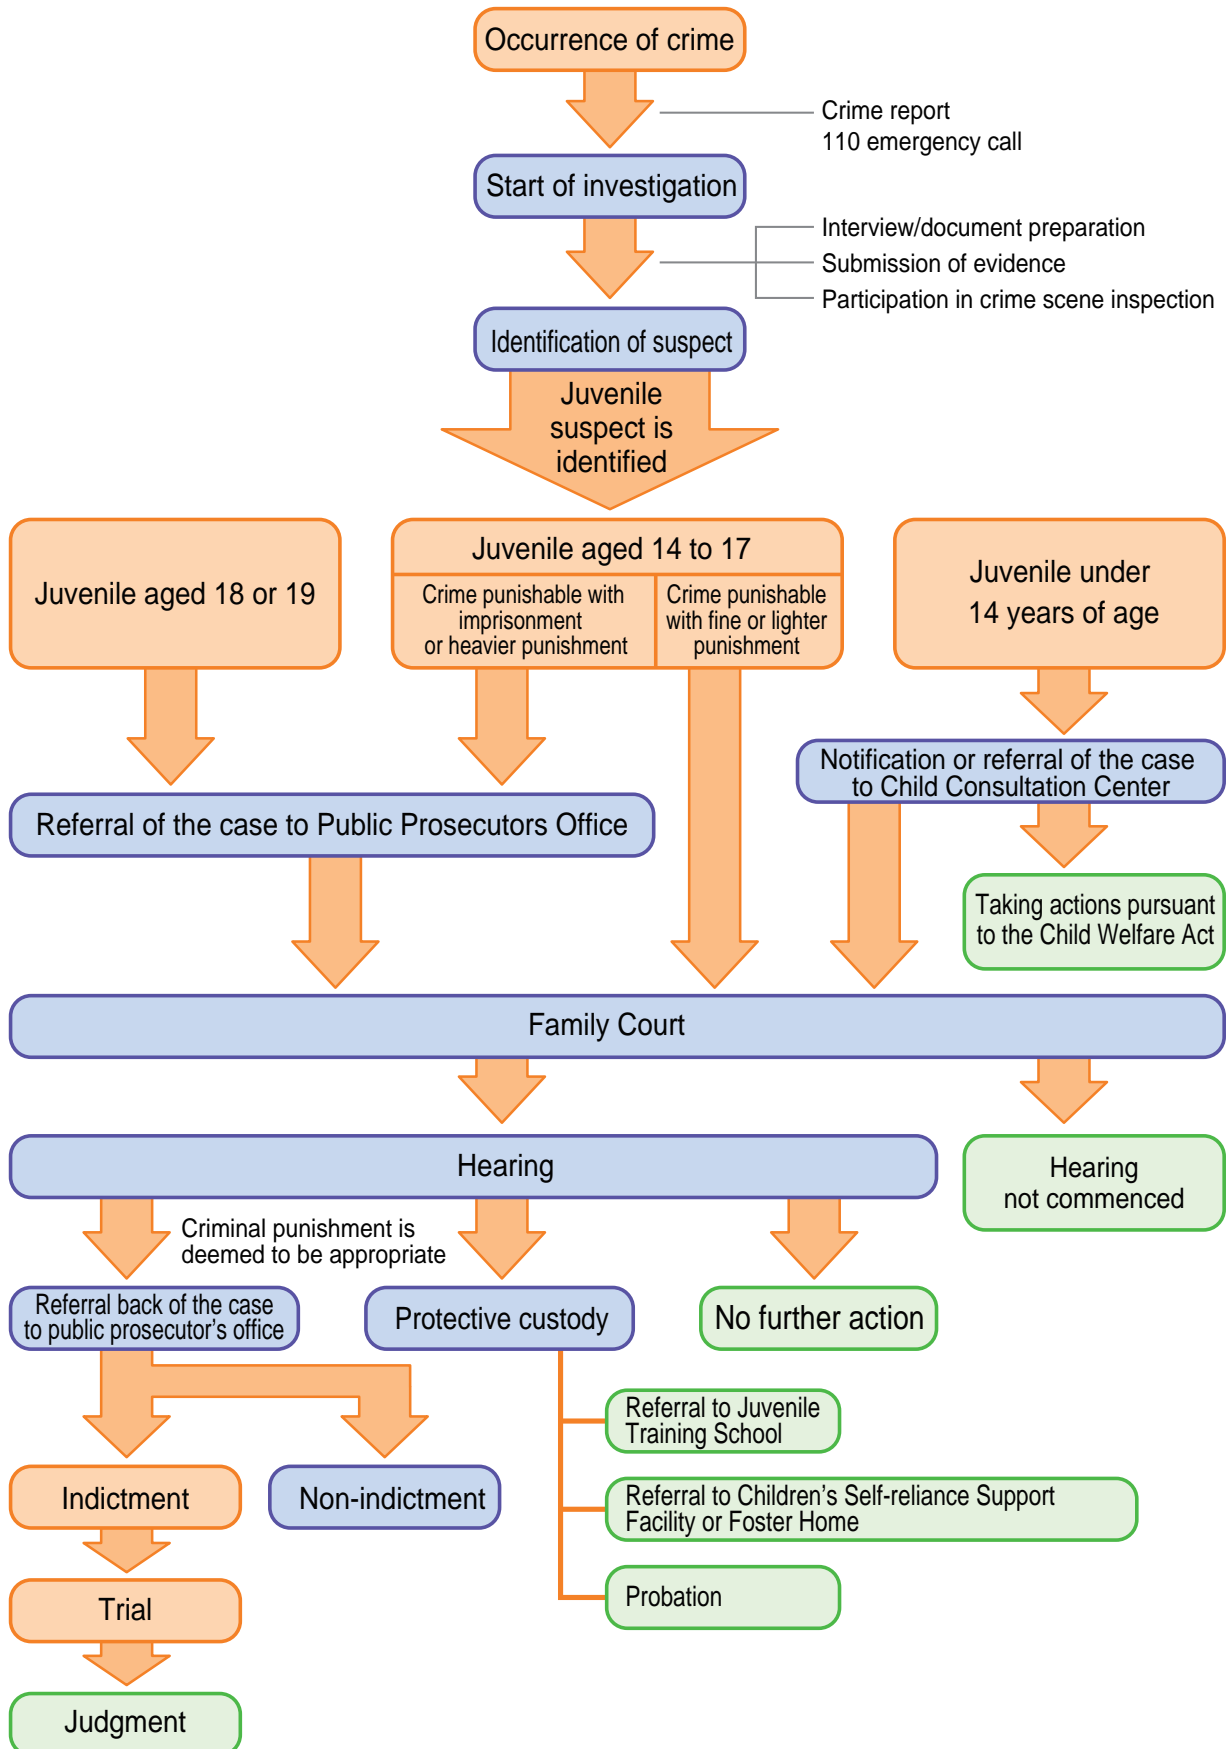 Occurrence of crime
Crime report
110 emergency call
Start of investigation
Interview/document preparation
Submission of evidence
Participation in crime scene inspection
Identification of suspect
Juvenile
suspect is
identified
Juvenile aged 18 or 19
Juvenile aged 14 to 17
Crime punishable with
imprisonment
or heavier punishment
Crime punishable
with fine or lighter
punishment
Juvenile under
14 years of age
Notification or referral of the case
to Child Consultation Center
Referral of the case to Public Prosecutors Office
Taking actions pursuant
to the Child Welfare Act
Family Court
Hearing
Hearing
not commenced
Criminal punishment is
deemed to be appropriate
Referral back of the case
to public prosecutor's office
Protective custody
No further action
Referral to Juvenile
Training School
Indictment
Non-indictment
Referral to Children's Self-reliance Support
Facility or Foster Home
Trial
Probation
Judgment